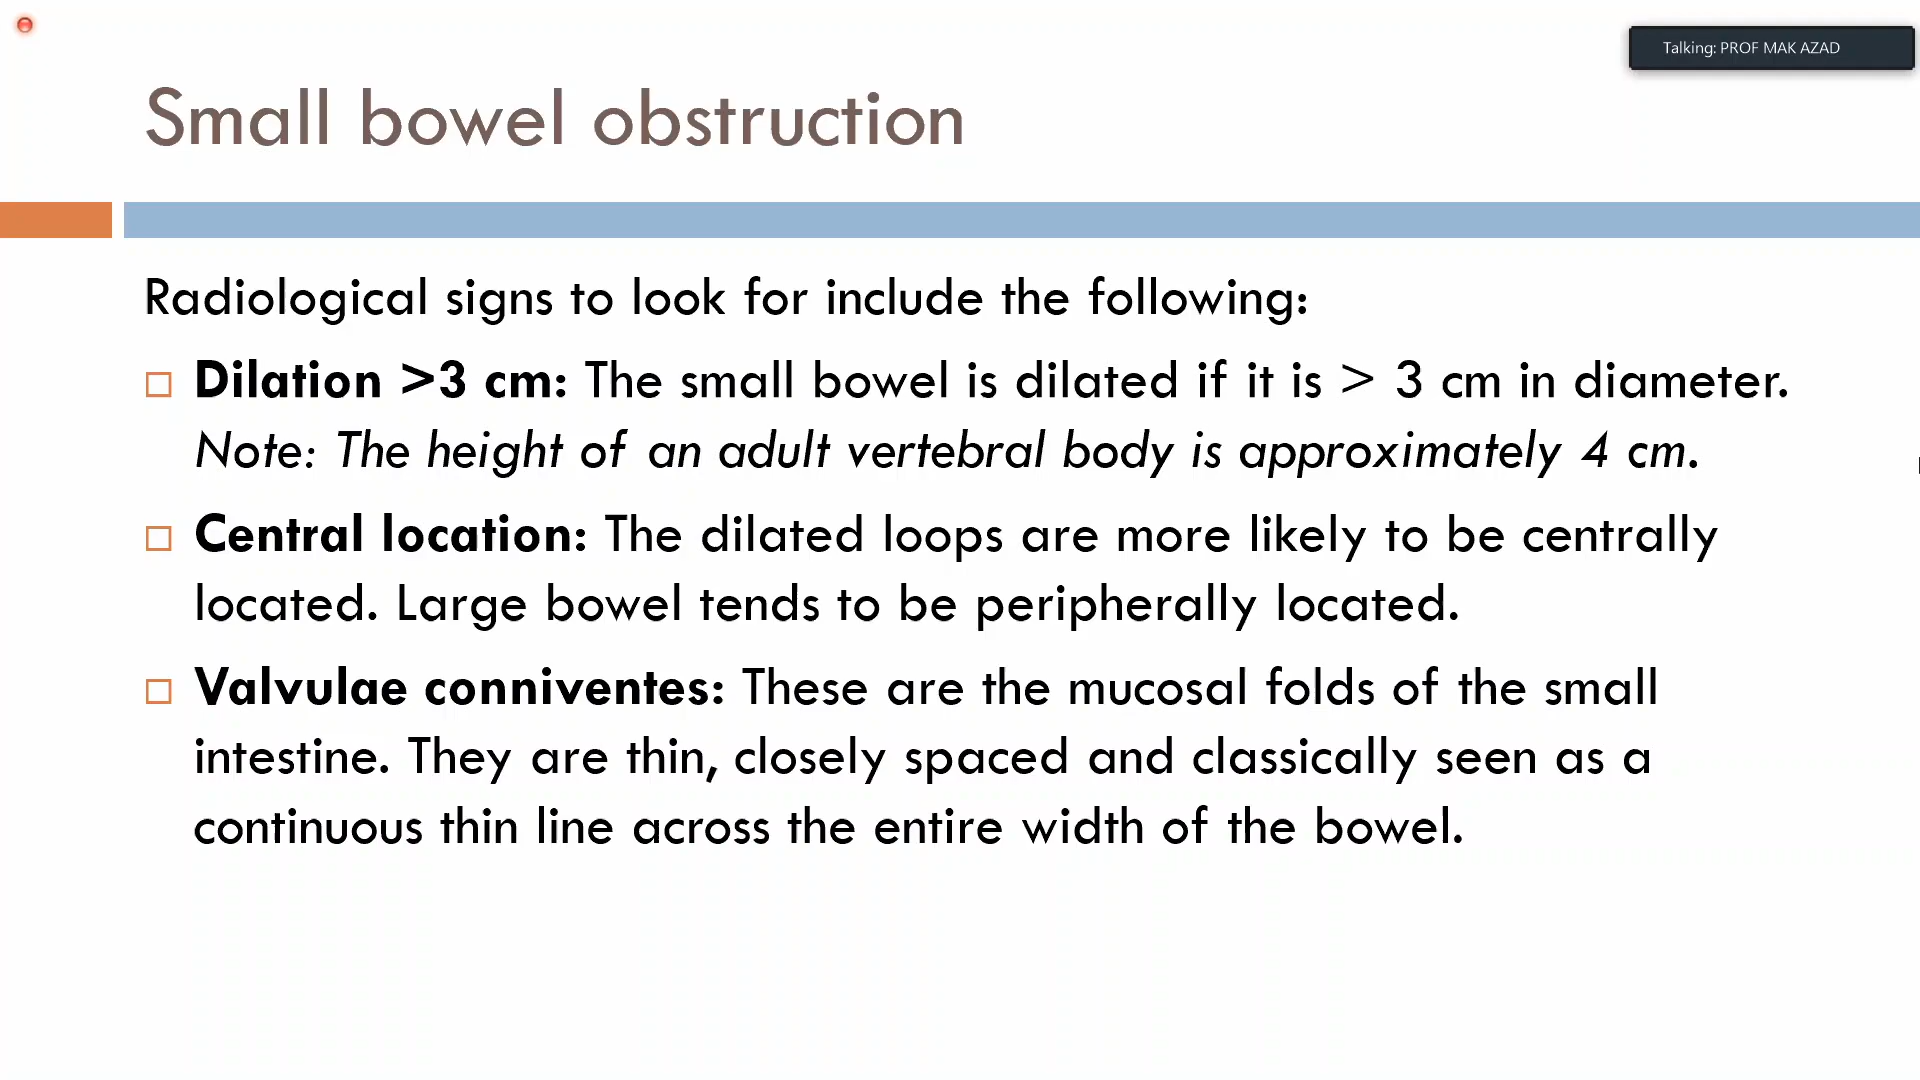 Talking: PROF MAK AZAD
Small bowel obstruction
Radiological signs to look for include the following:
Dilation >3 cm: The small bowel is dilated if it is > 3 cm in diameter.
Note: The height of an adult vertebral body is approximately 4 cm.
Central location: The dilated loops are more likely to be centrally
located. Large bowel tends to be peripherally located.
Valvulae conniventes: These are the mucosal folds of the small
intestine. They are thin, closely spaced and classically seen as a
continuous thin line across the entire width of the bowel.